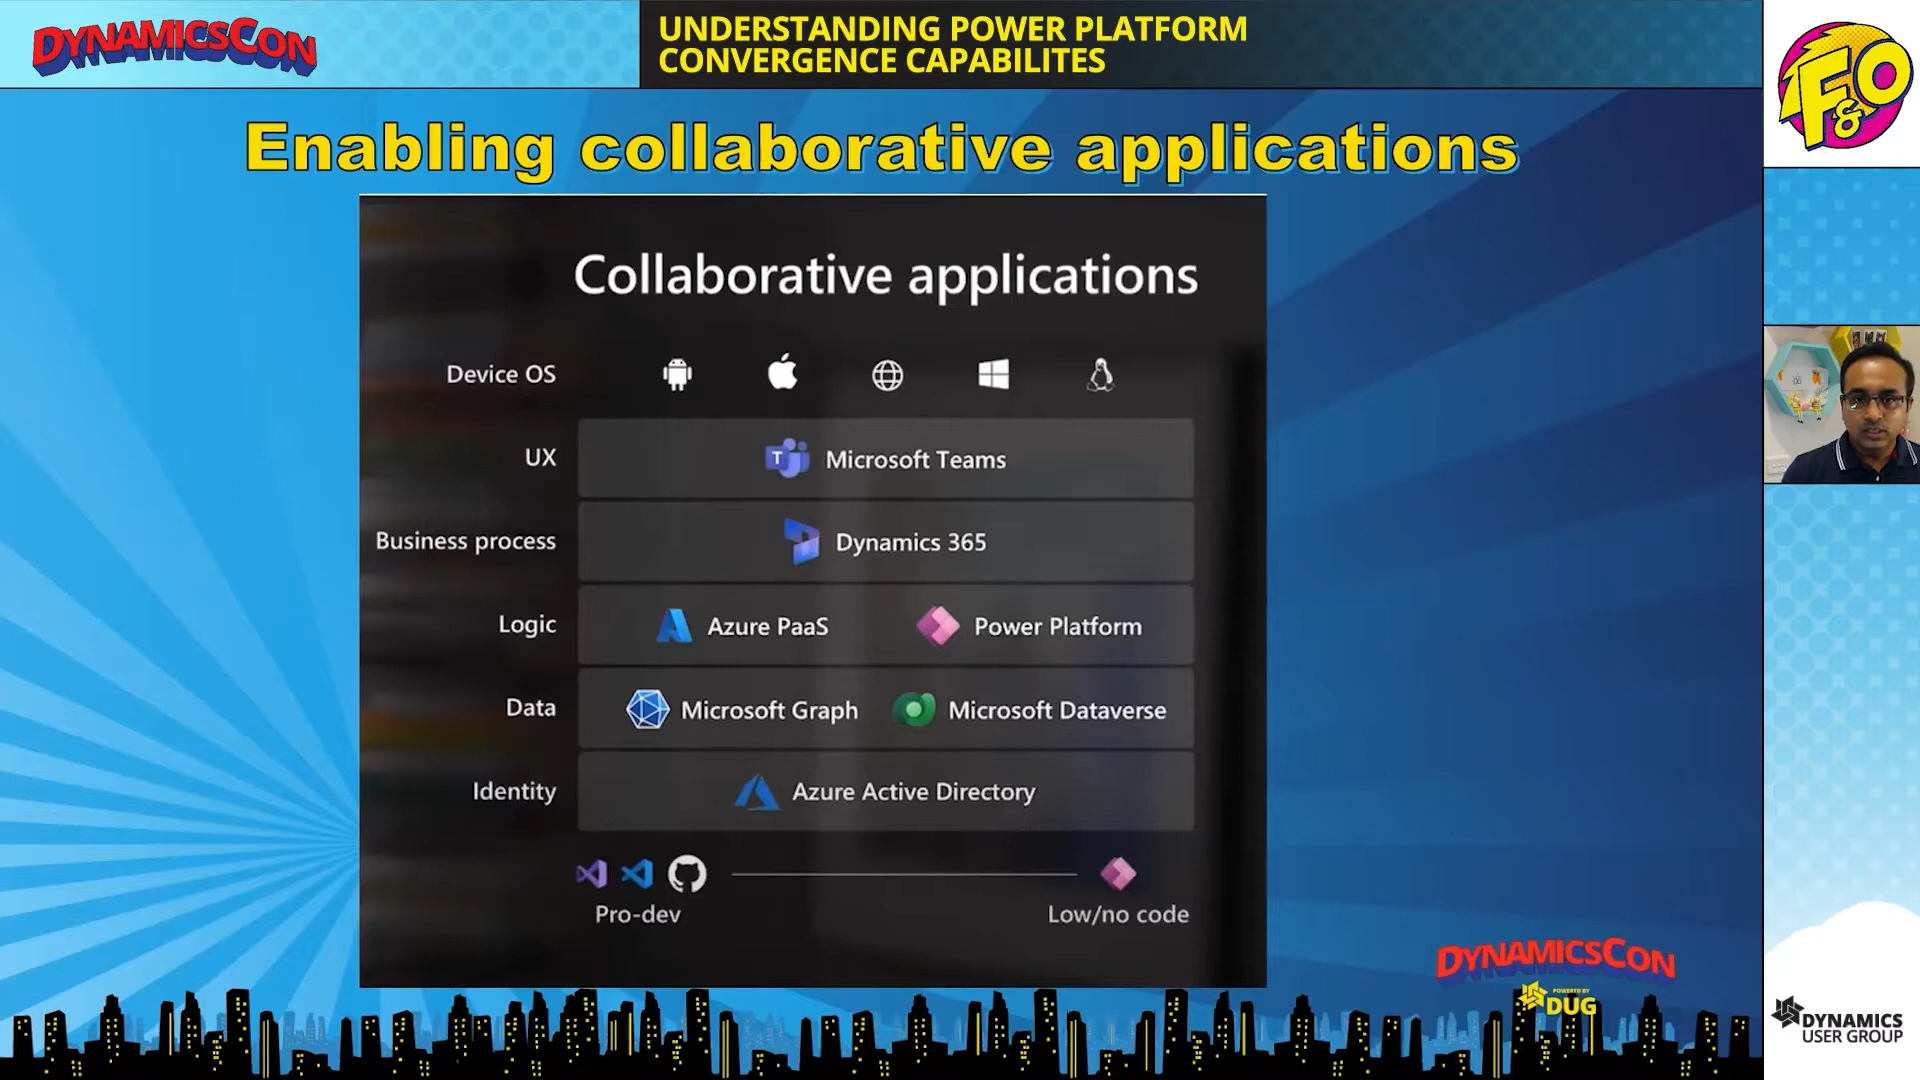 DYNAMICSCON
UNDERSTANDING POWER PLATFORM
CONVERGENCE CAPABILITES
F&O
Enabling collaborative applications
Collaborative applications
Device OS
UX
Microsoft Teams
Business process
Dynamics 365
Logic
Azure PaaS
Power Platform
Data
Microsoft Graph
Microsoft Dataverse
Identity
Azure Active Directory
Pro-dev
Low/no code
DYNAMICSCON
POWERED BY
DUG
DYNAMICS
USER GROUP